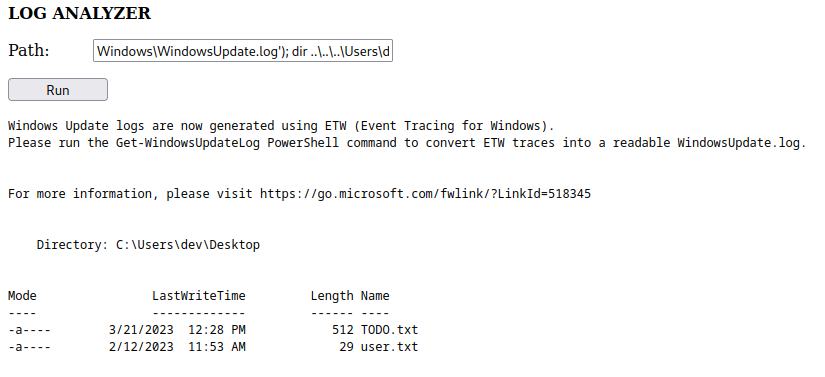 LOG ANALYZER
Path: Windows\WindowsUpdate.log'); dir ..\..\..\Users\d
Run
Windows Update logs are now generated using ETW (Event Tracing for Windows).
Please run the Get-WindowsUpdateLog PowerShell command to convert ETW traces into a readable WindowsUpdate.log.
For more information, please visit https://go.microsoft.com/fwlink/?LinkId=518345
Directory: C:\Users\dev\Desktop
Mode LastWriteTime Length Name
---- ------------- ------ ----
-a---- 3/21/2023 12:28 PM 512 TODO.txt
-a---- 2/12/2023 11:53 AM 29 user.txt